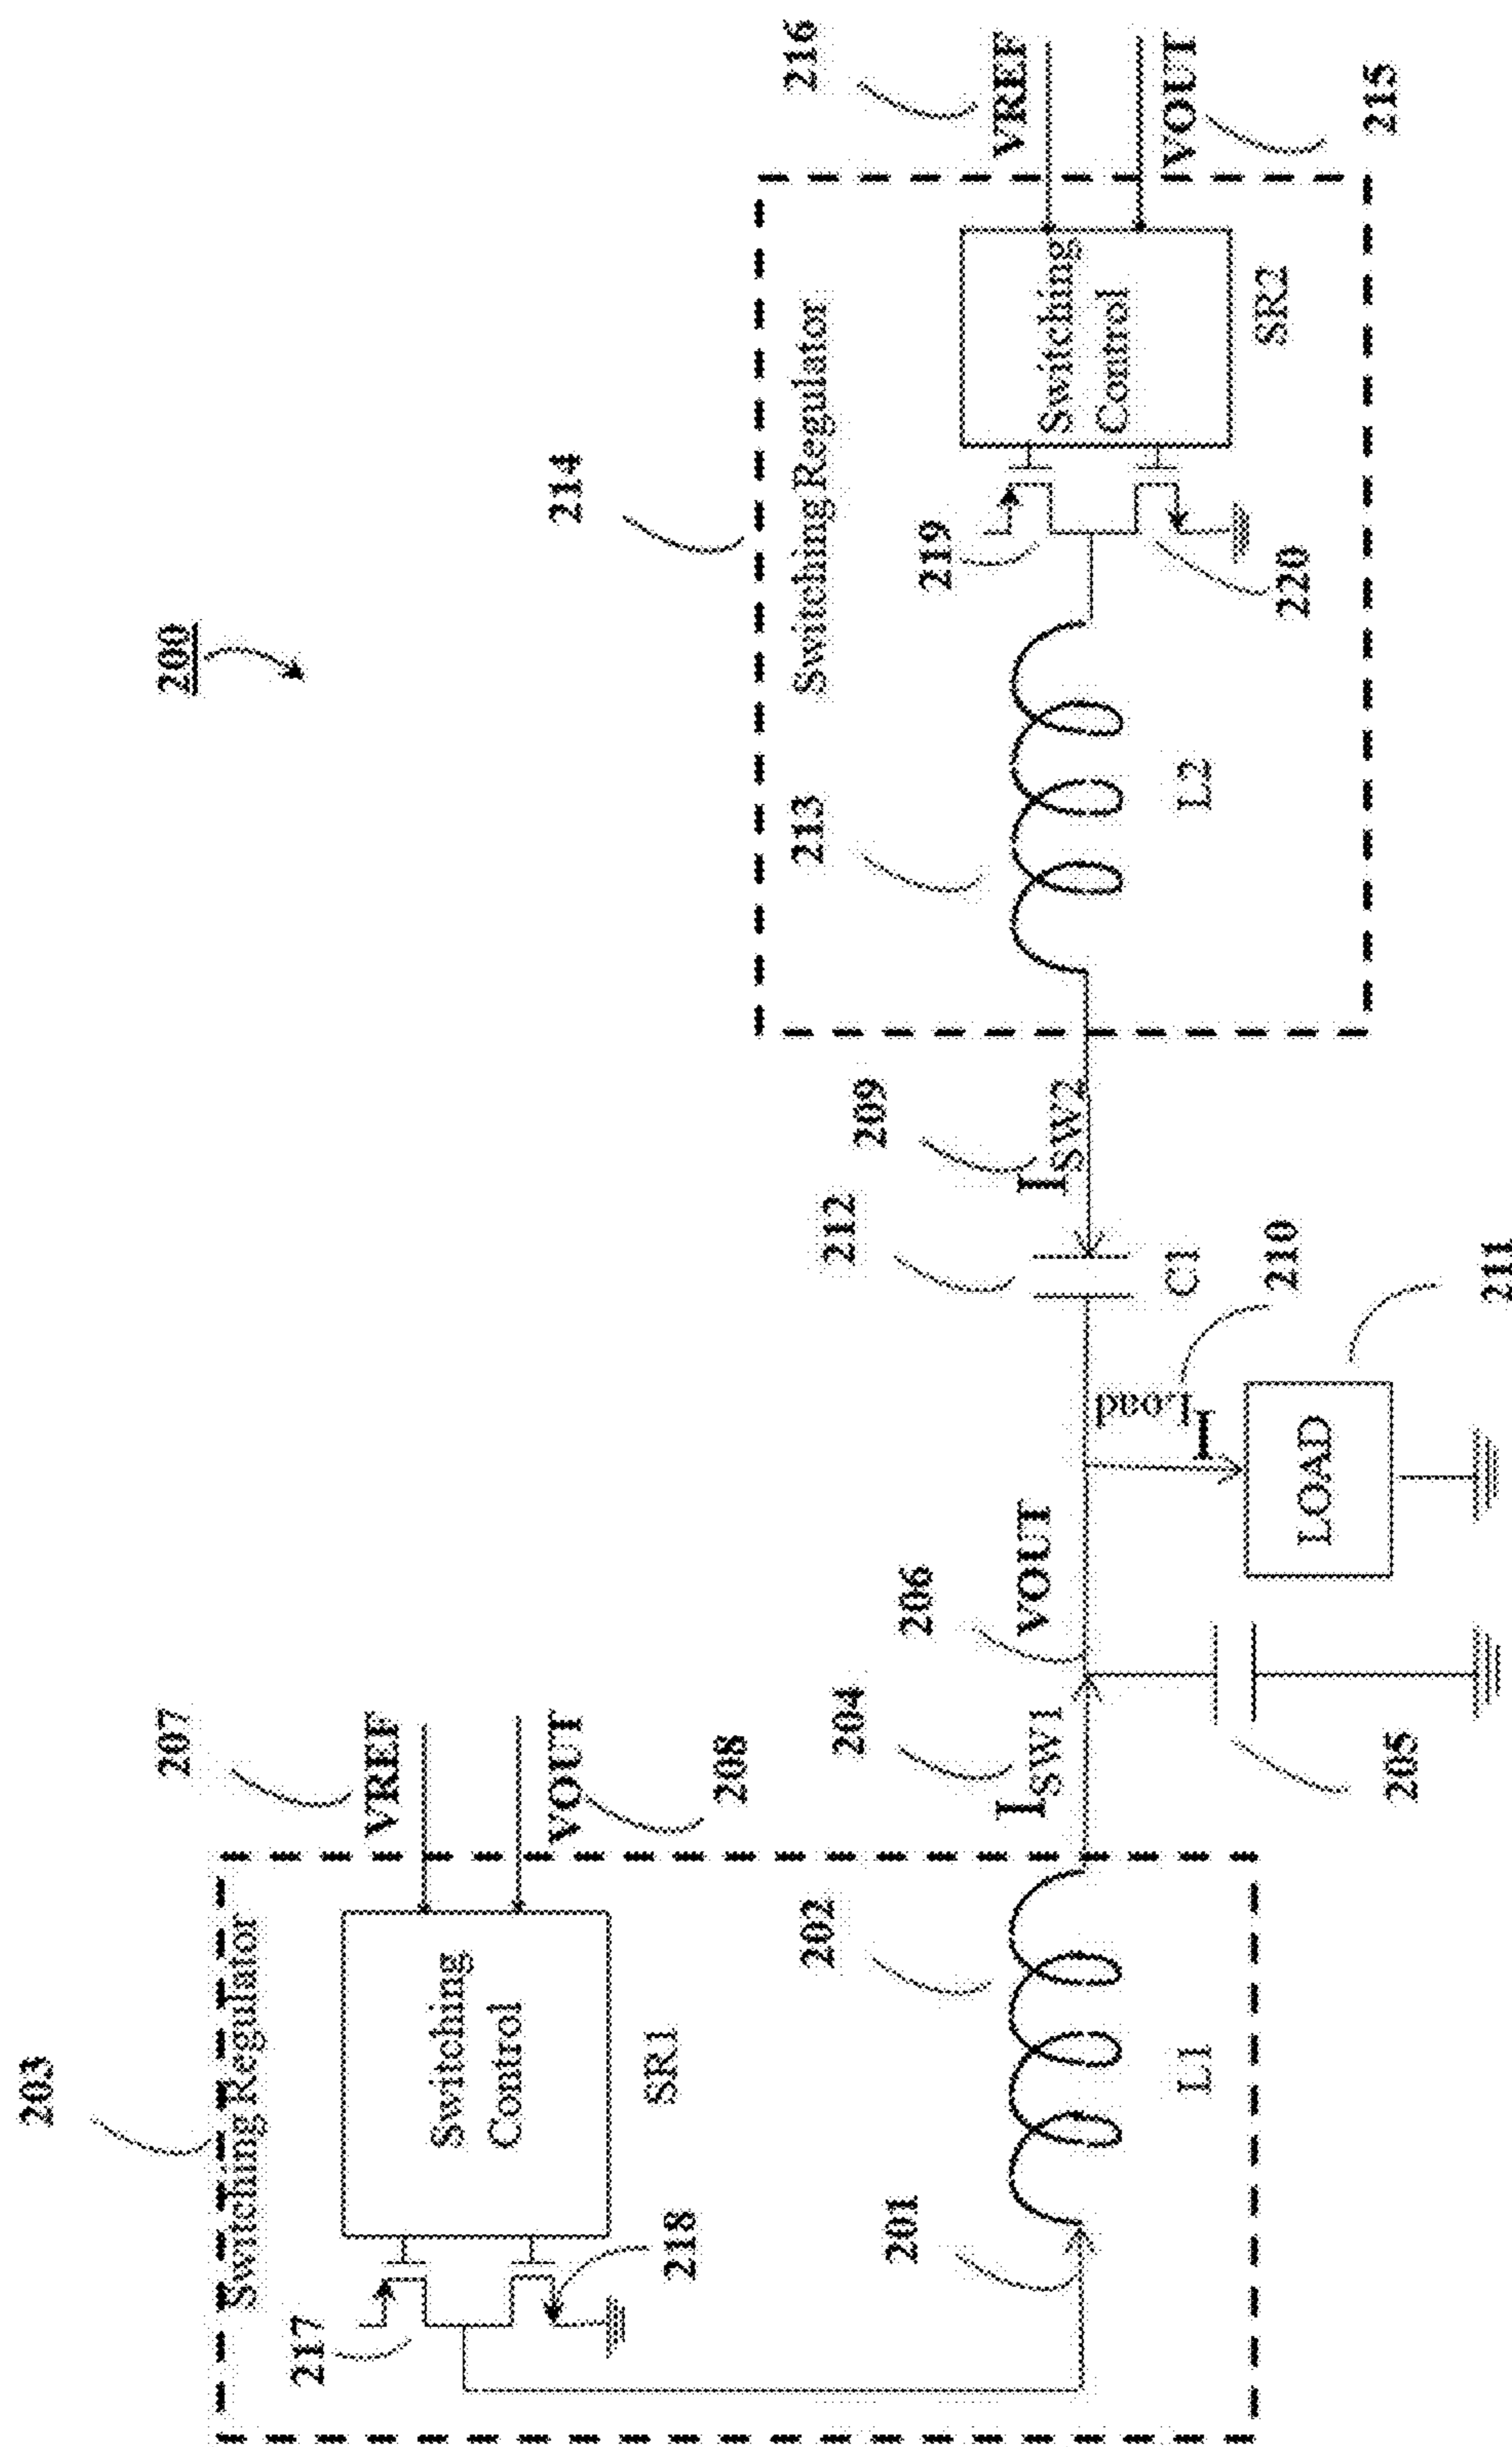 200
203
Switching Regulator
217
218
Switching
Control
SR1
207
VREF
VOUT
208
201
202
L1
204
ISW1
205
206
VOUT
ILoad
210
LOAD
211
212
C1
209
ISW2
214
Switching Regulator
213
L2
219
220
Switching
Control
SR2
216
VREF
VOUT
215